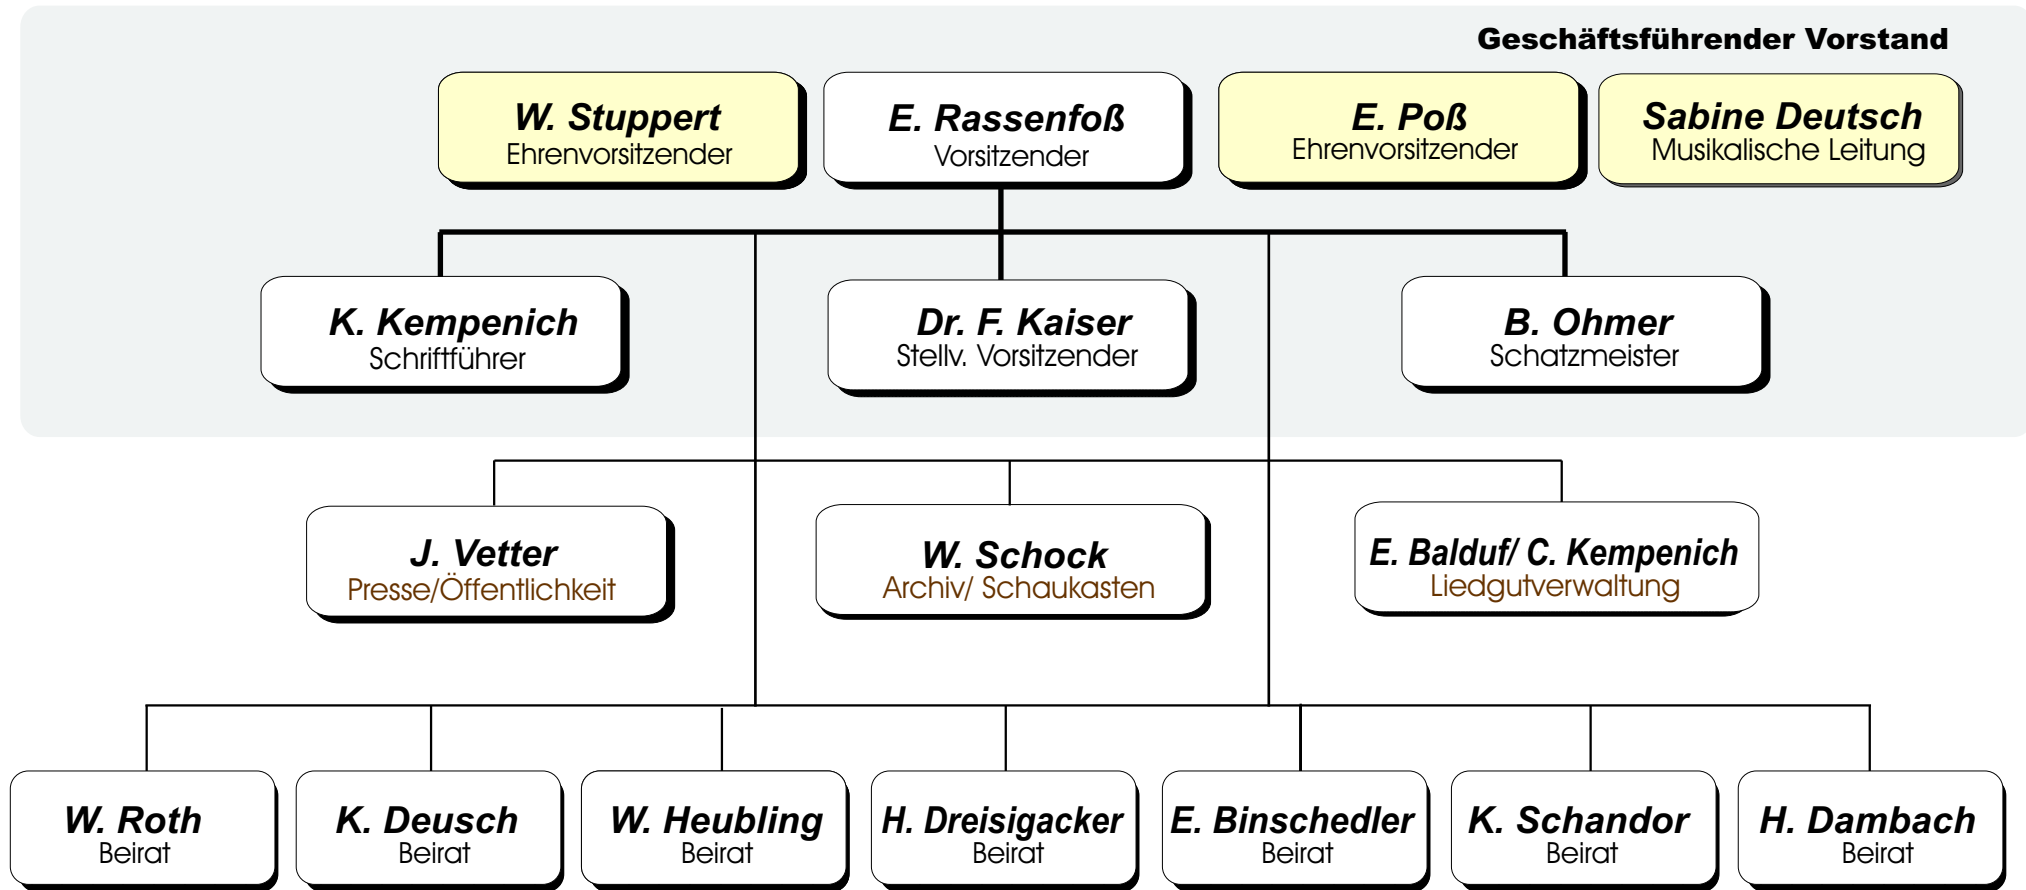 Geschäftsführender Vorstand
W. Stuppert
Ehrenvorsitzender
E. Rassenfoß
Vorsitzender
E. Poß
Ehrenvorsitzender
Sabine Deutsch
Musikalische Leitung
K. Kempenich
Schriftführer
Dr. F. Kaiser
Stellv. Vorsitzender
B. Ohmer
Schatzmeister
J. Vetter
Presse/Öffentlichkeit
W. Schock
Archiv/ Schaukasten
E. Balduf/ C. Kempenich
Liedgutverwaltung
W. Roth
Beirat
K. Deusch
Beirat
W. Heubling
Beirat
H. Dreisigacker
Beirat
E. Binschedler
Beirat
K. Schandor
Beirat
H. Dambach
Beirat